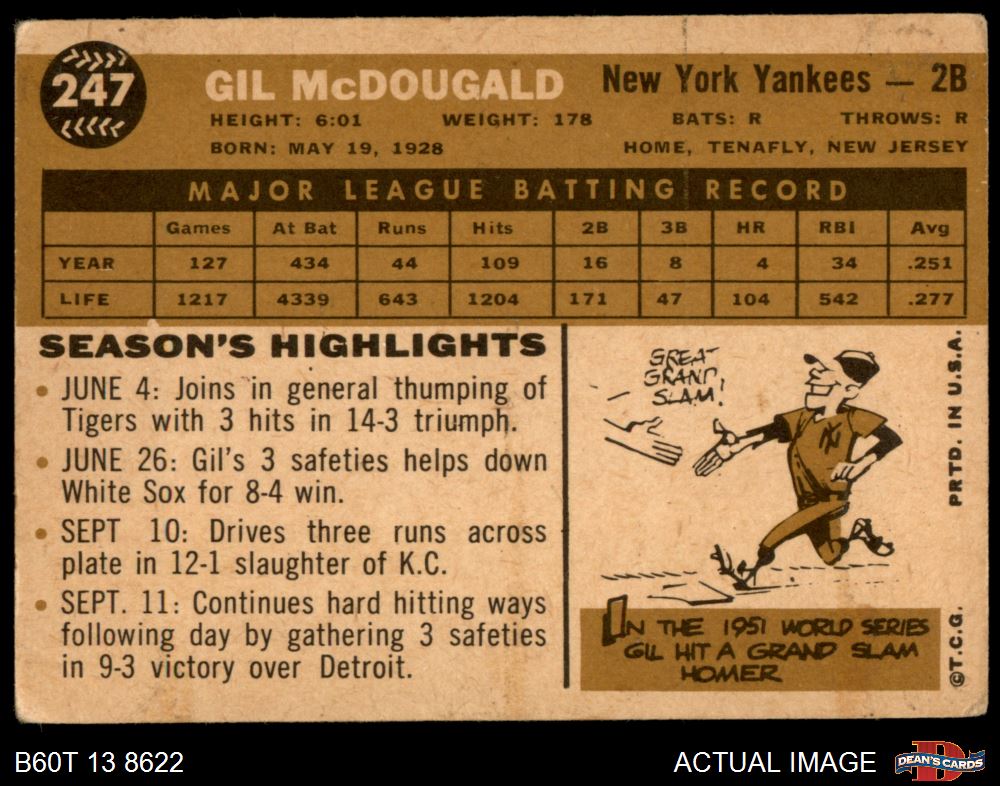 247
GIL McDOUGALD
New York Yankees — 2B
HEIGHT: 6:01 WEIGHT: 178 BATS: R THROWS: R
BORN: MAY 19, 1928 HOME, TENAFLY, NEW JERSEY
MAJOR LEAGUE BATTING RECORD
Games At Bat Runs Hits 2B 3B HR RBI Avg
YEAR 127 434 44 109 16 8 4 34 .251
LIFE 1217 4339 643 1204 171 47 104 542 .277
SEASON'S HIGHLIGHTS
• JUNE 4: Joins in general thumping of
Tigers with 3 hits in 14-3 triumph.
• JUNE 26: Gil's 3 safeties helps down
White Sox for 8-4 win.
• SEPT 10: Drives three runs across
plate in 12-1 slaughter of K.C.
• SEPT. 11: Continues hard hitting ways
following day by gathering 3 safeties
in 9-3 victory over Detroit.
GREAT
GRAND
SLAM!
NY
IN THE 1951 WORLD SERIES
GIL HIT A GRAND SLAM
HOMER
PRTD. IN U.S.A.
©T.C.G.
B60T 13 8622
ACTUAL IMAGE
D
DEAN'S CARDS